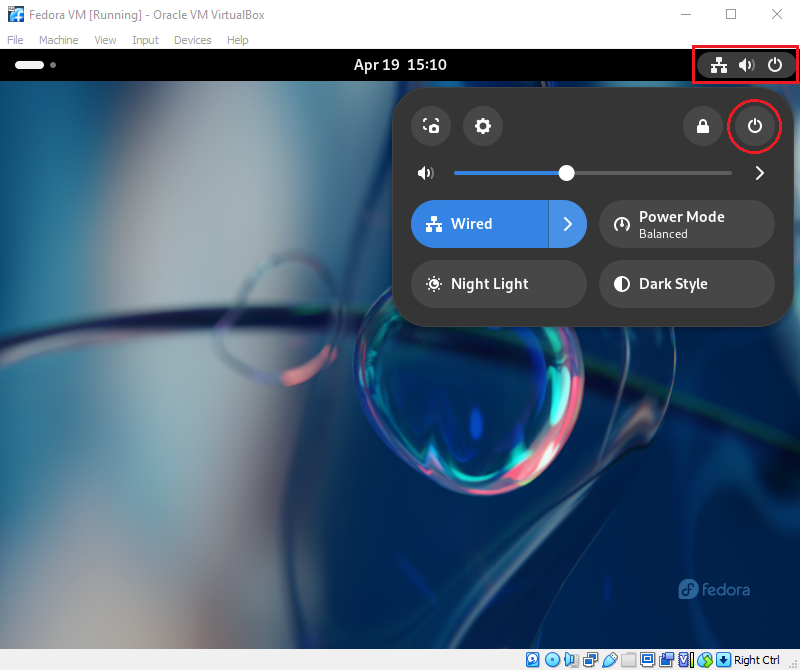 Fedora VM [Running] - Oracle VM VirtualBox
File Machine View Input Devices Help
Apr 19 15:10
Wired
Power Mode
Balanced
Night Light
Dark Style
fedora
Right Ctrl